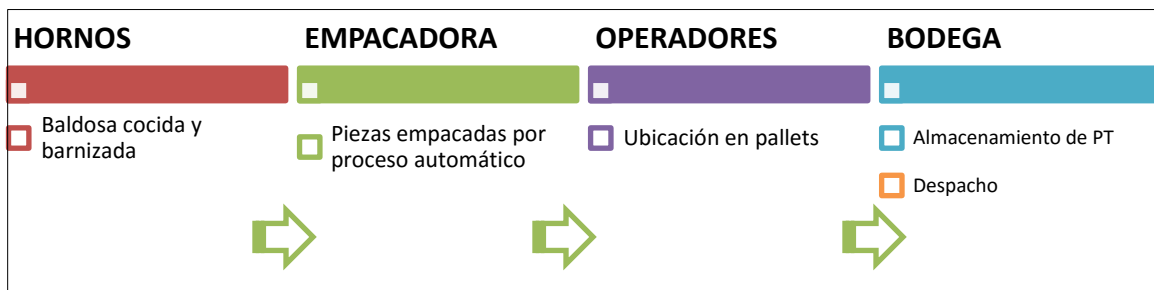 HORNOS
Baldosa cocida y
barnizada
EMPACADORA
Piezas empacadas por
proceso automático
OPERADORES
Ubicación en pallets
BODEGA
Almacenamiento de PT
Despacho